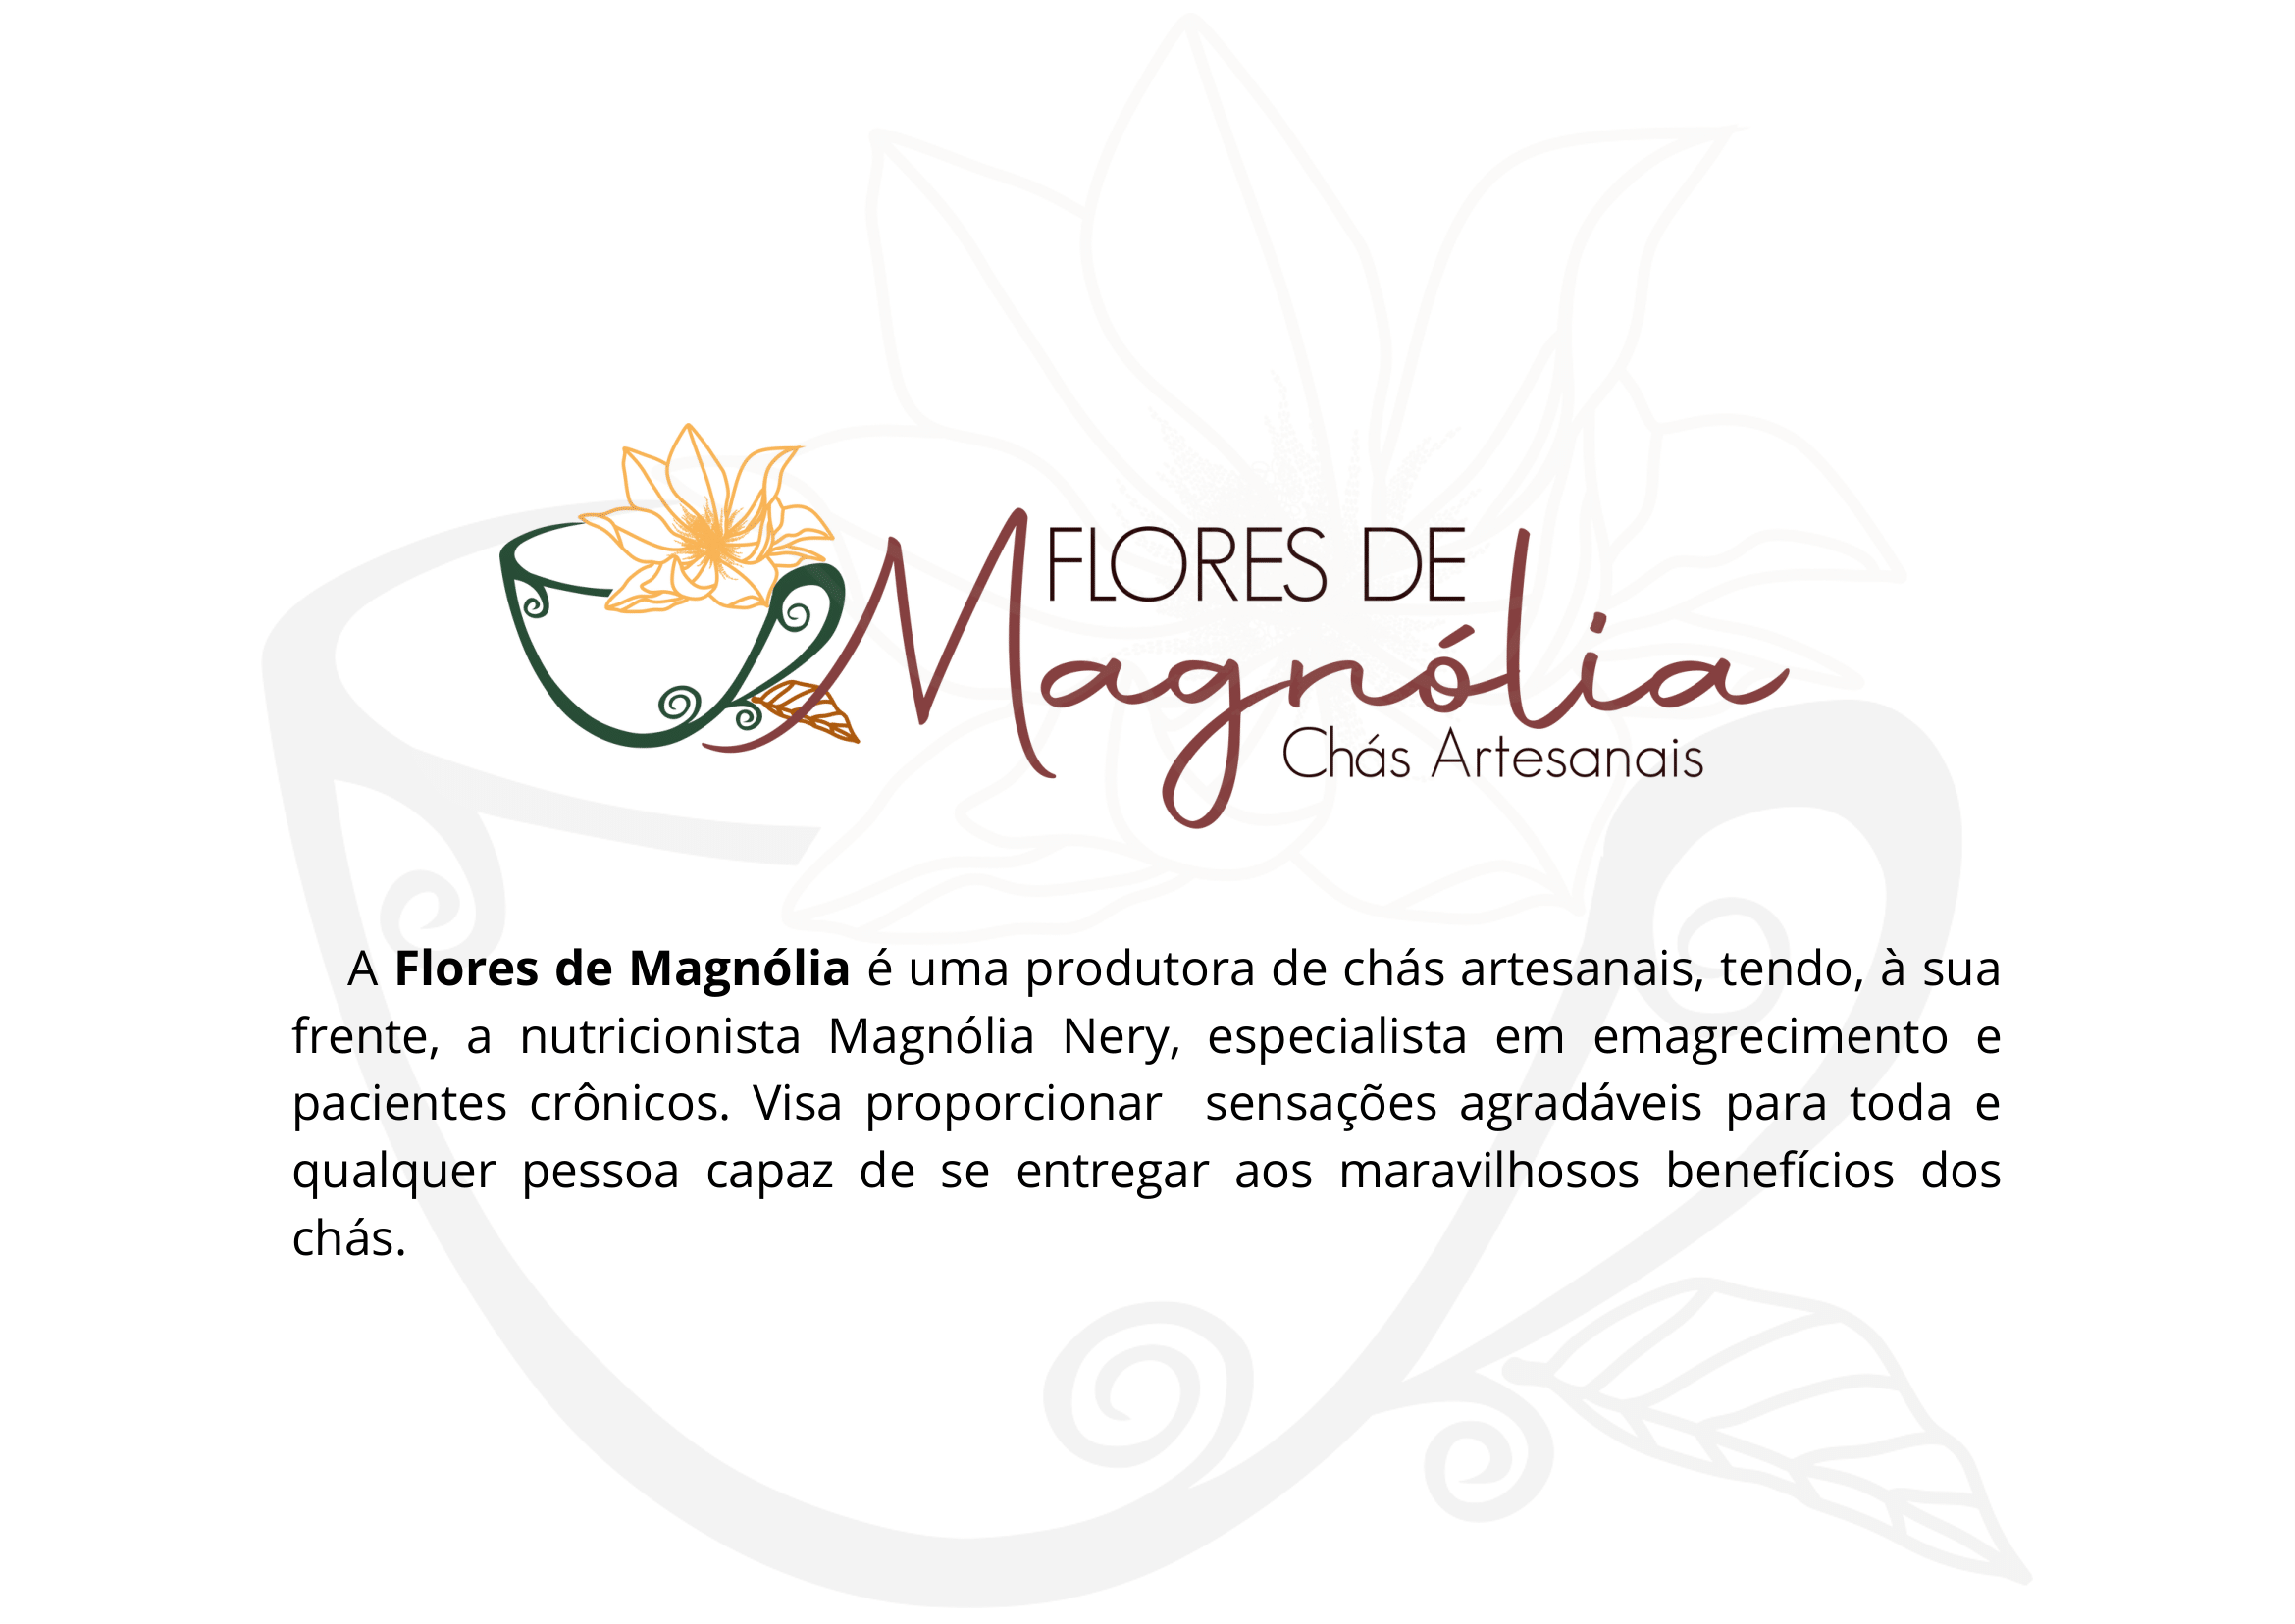 FLORES DE
Magnólia
Chás Artesanais
A Flores de Magnólia é uma produtora de chás artesanais, tendo, à sua
frente, a nutricionista Magnólia Nery, especialista em emagrecimento e
pacientes crônicos. Visa proporcionar sensações agradáveis para toda e
qualquer pessoa capaz de se entregar aos maravilhosos benefícios dos
chás.